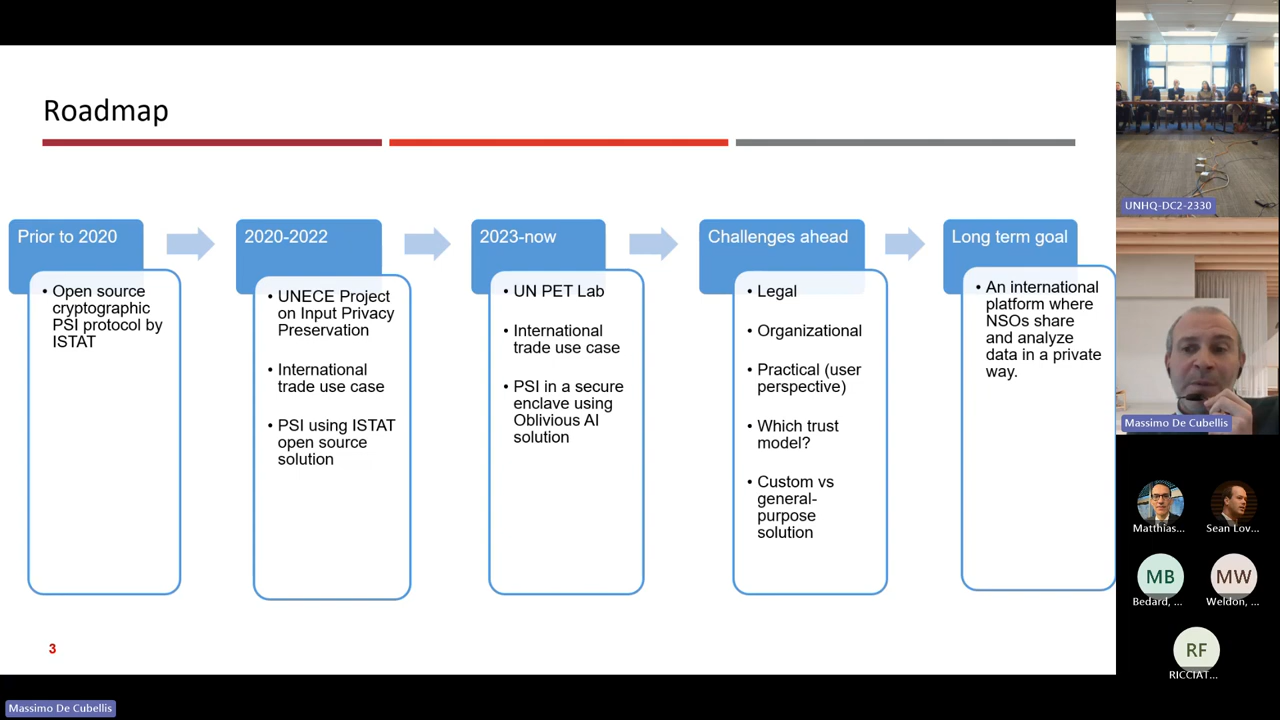 Roadmap
Prior to 2020
• Open source
cryptographic
PSI protocol by
ISTAT
2020-2022
• UNECE Project
on Input Privacy
Preservation
• International
trade use case
• PSI using ISTAT
open source
solution
2023-now
• UN PET Lab
• International
trade use case
• PSI in a secure
enclave using
Oblivious AI
solution
Challenges ahead
• Legal
• Organizational
• Practical (user
perspective)
• Which trust
model?
• Custom vs
general-
purpose
solution
Long term goal
• An international
platform where
NSOs share
and analyze
data in a private
way.
3
UNHQ-DC2-2330
Massimo De Cubellis
Matthias...
Sean Lov...
MB
Bedard, ...
MW
Weldon, ...
RF
RICCIAT...
Massimo De Cubellis